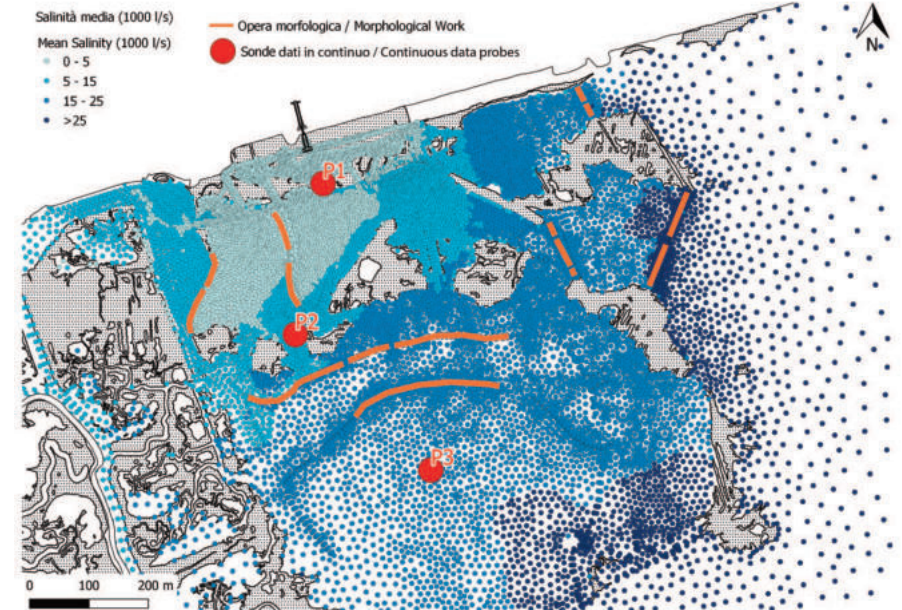 Salinità media (1000 l/s)
Mean Salinity (1000 l/s)
0 - 5
5 - 15
15 - 25
>25
Opera morfologica / Morphological Work
Sonde dati in continuo / Continuous data probes
N
P1
P2
P3
0 100 200 m